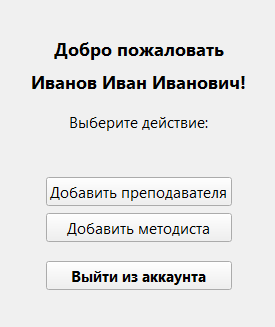 Добро пожаловать
Иванов Иван Иванович!
Выберите действие:
Добавить преподавателя
Добавить методиста
Выйти из аккаунта